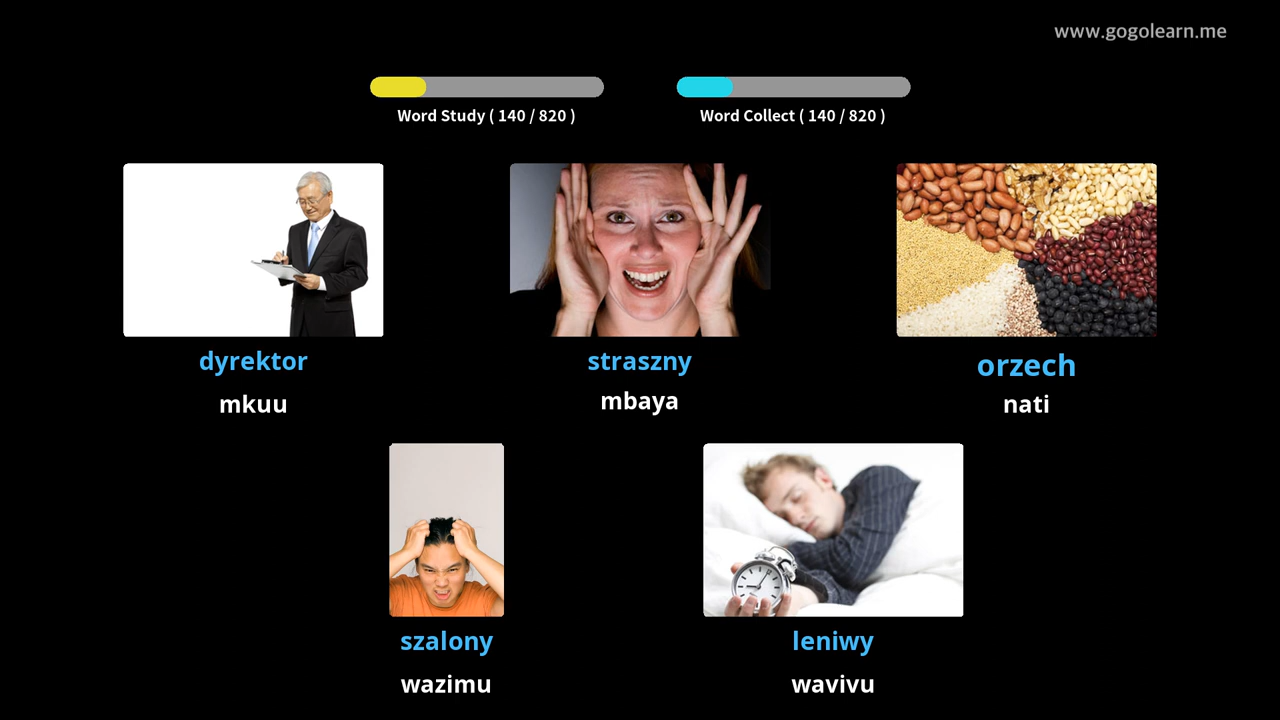 www.gogolearn.me
Word Study ( 140 / 820 )
Word Collect ( 140 / 820 )
dyrektor
mkuu
straszny
mbaya
orzech
nati
szalony
wazimu
leniwy
wavivu